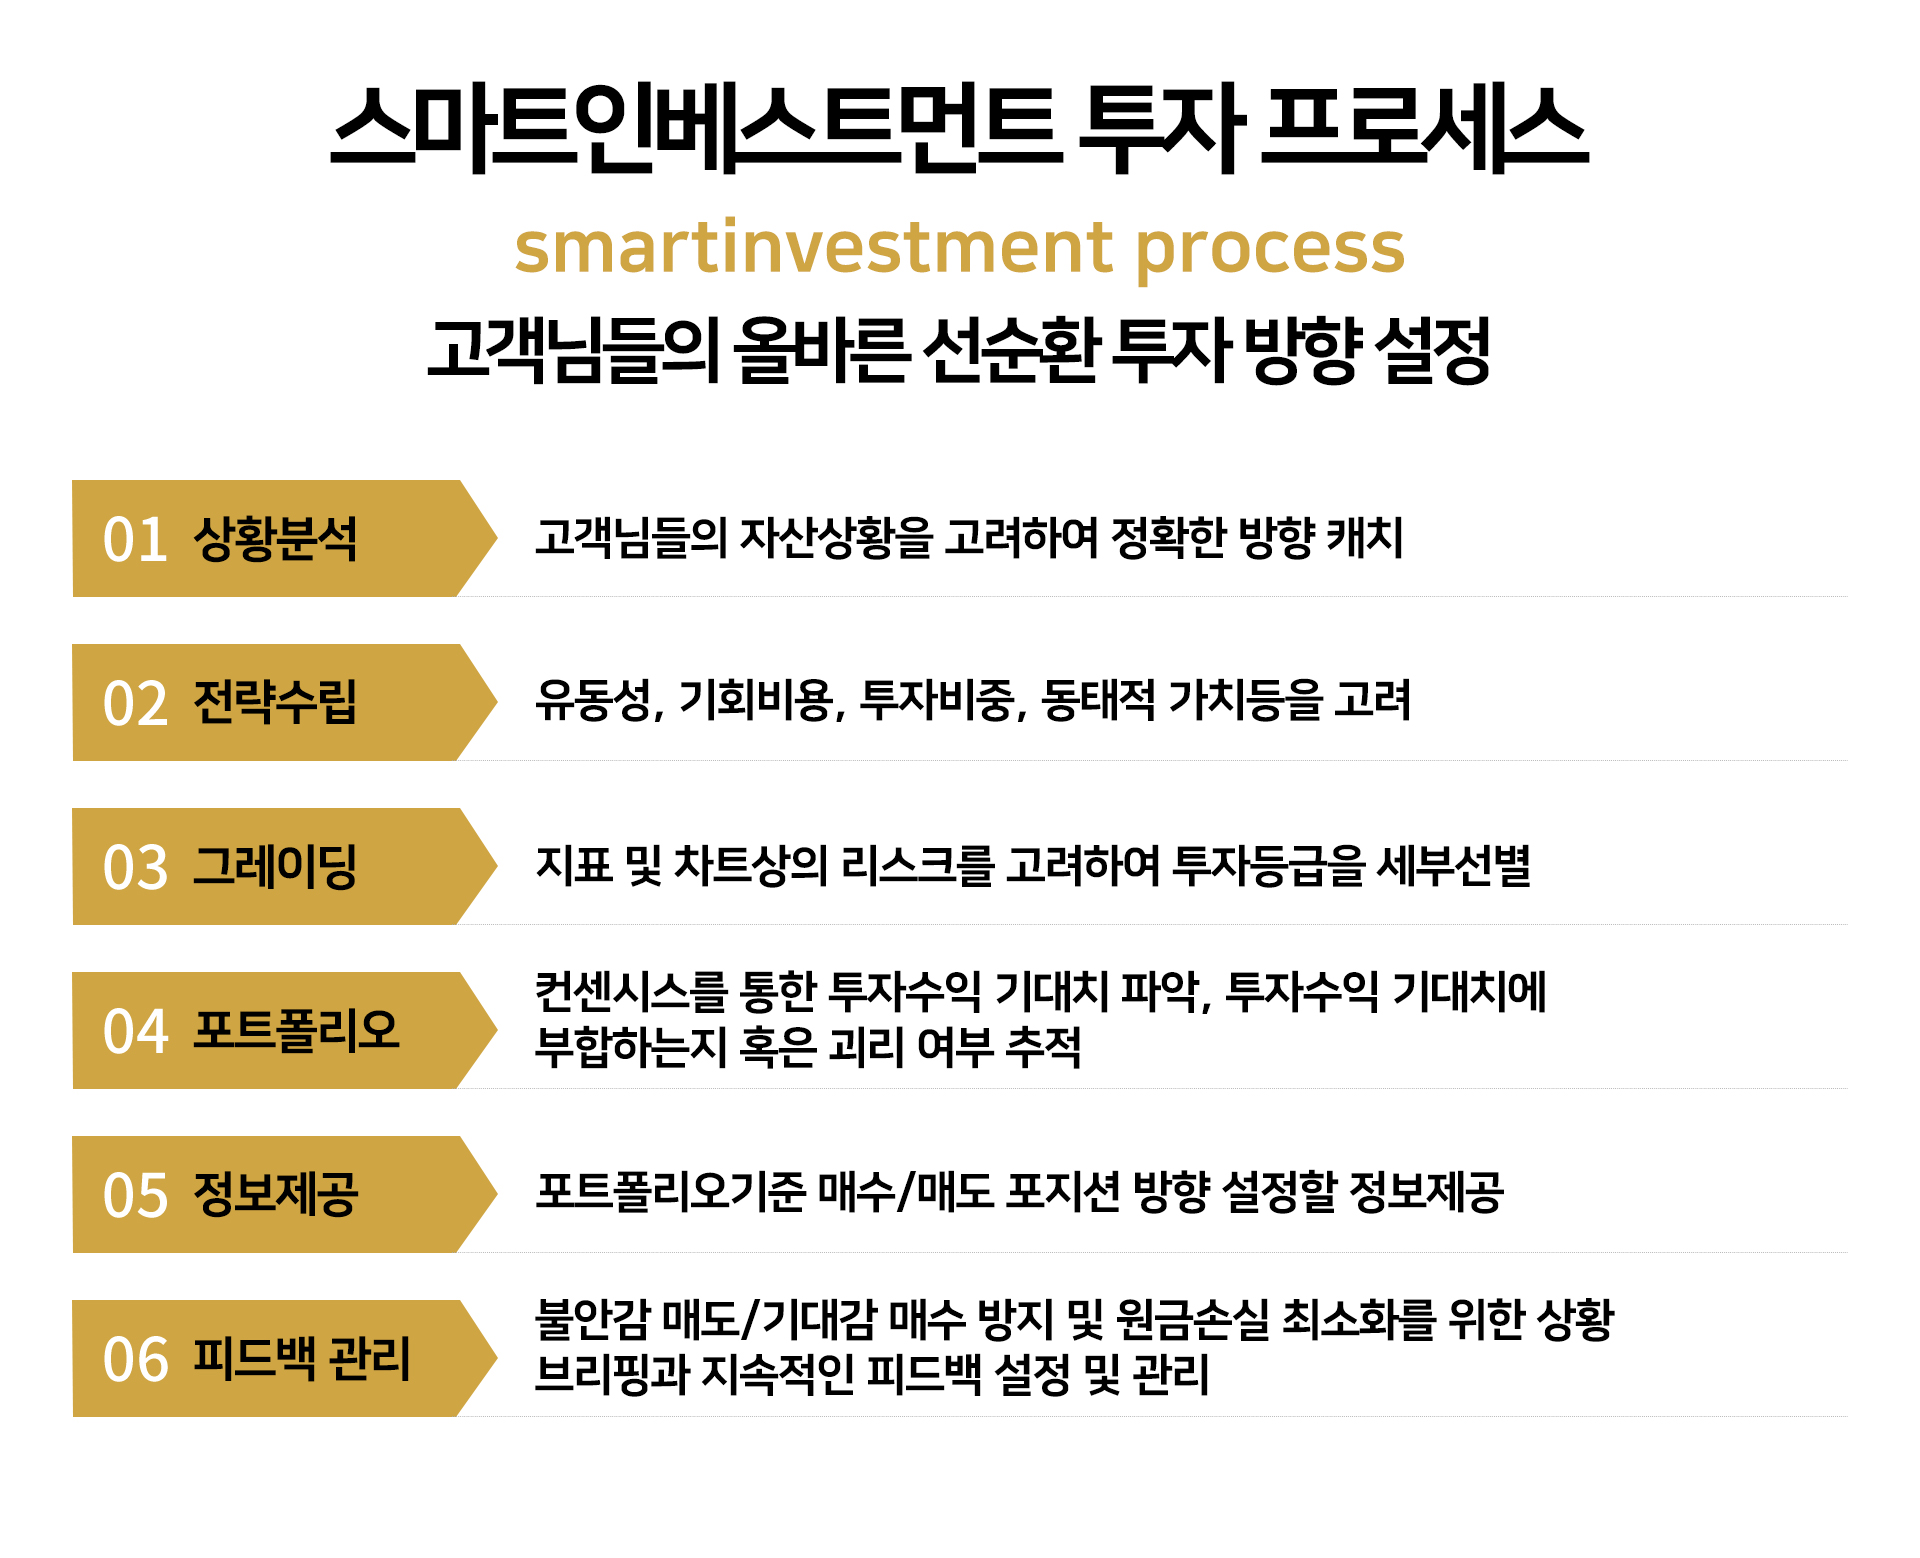 스마트인베스트먼트 투자 프로세스
smartinvestment process
고객님들의 올바른 선순환 투자 방향 설정
01 상황분석
고객님들의 자산상황을 고려하여 정확한 방향 캐치
02 전략수립
유동성, 기회비용, 투자비중, 동태적 가치등을 고려
03 그레이딩
지표 및 차트상의 리스크를 고려하여 투자등급을 세부선별
04 포트폴리오
컨센시스를 통한 투자수익 기대치 파악, 투자수익 기대치에
부합하는지 혹은 괴리 여부 추적
05 정보제공
포트폴리오기준 매수/매도 포지션 방향 설정할 정보제공
06 피드백 관리
불안감 매도/기대감 매수 방지 및 원금손실 최소화를 위한 상황
브리핑과 지속적인 피드백 설정 및 관리